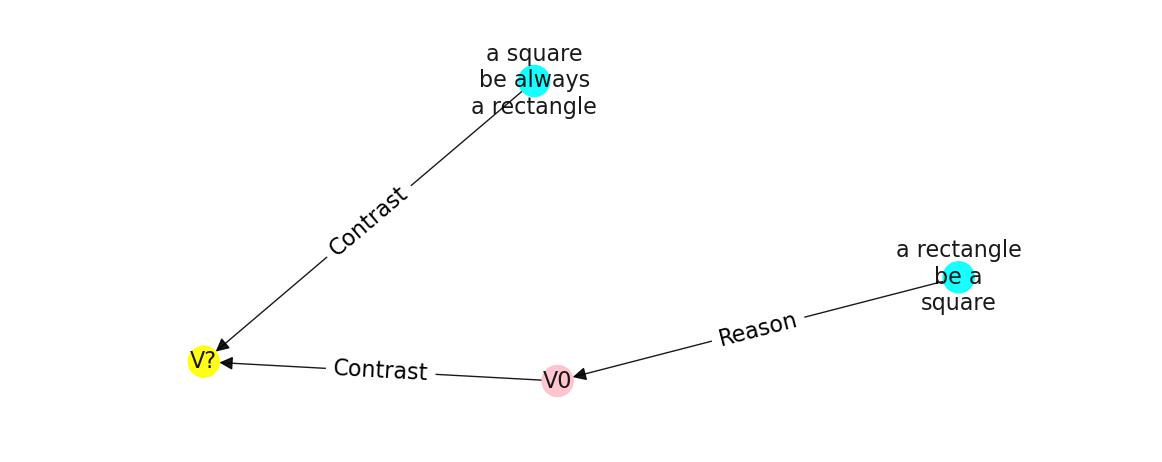 a square
be always
a rectangle
Contrast
a rectangle
be a
square
Reason
V?
Contrast
V0